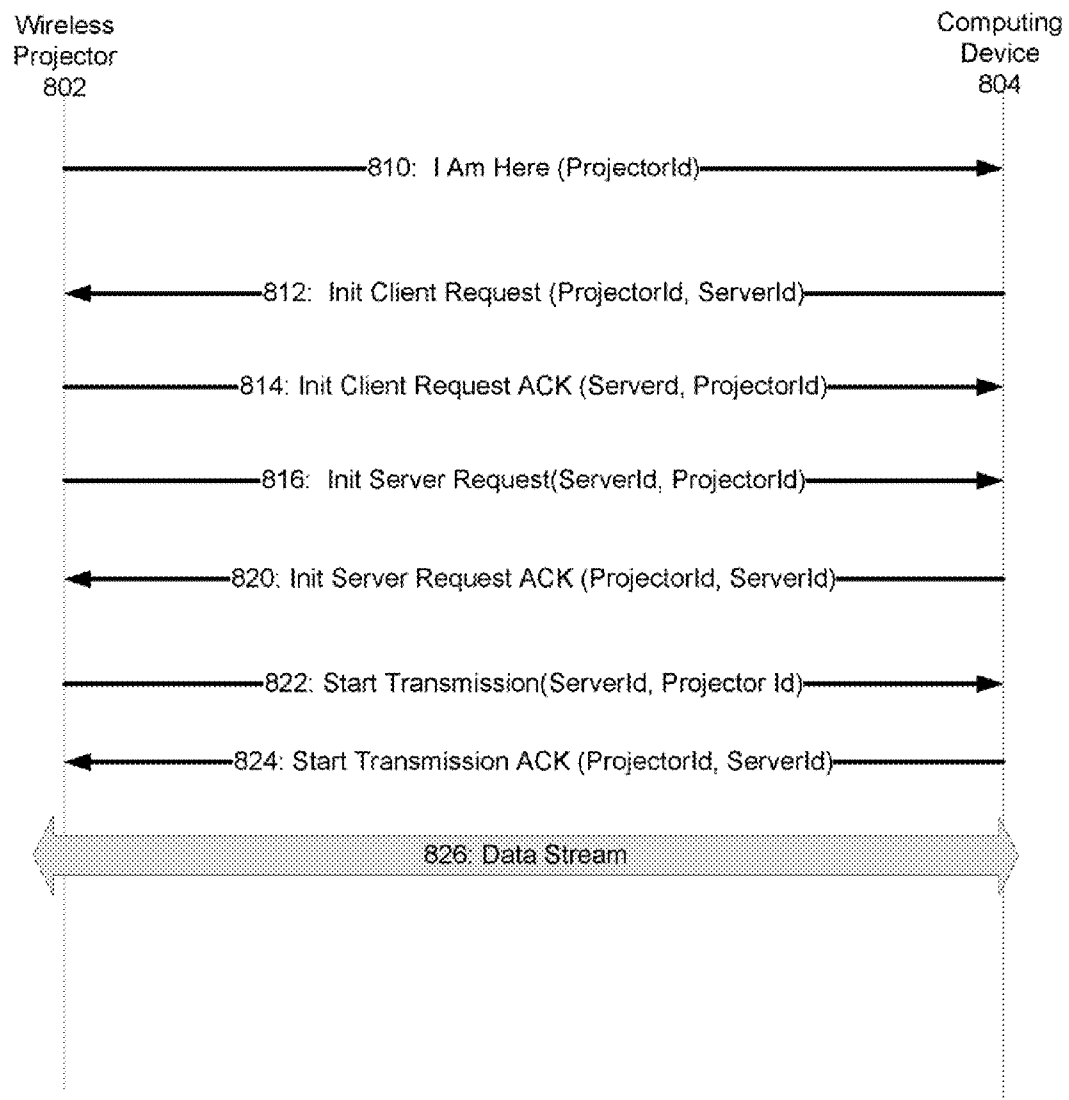 Wireless
Projector
802
Computing
Device
804
810: I Am Here (ProjectorId)
812: Init Client Request (ProjectorId, ServerId)
814: Init Client Request ACK (Serverd, ProjectorId)
816: Init Server Request(ServerId, ProjectorId)
820: Init Server Request ACK (ProjectorId, ServerId)
822: Start Transmission(ServerId, Projector Id)
824: Start Transmission ACK (ProjectorId, ServerId)
826: Data Stream